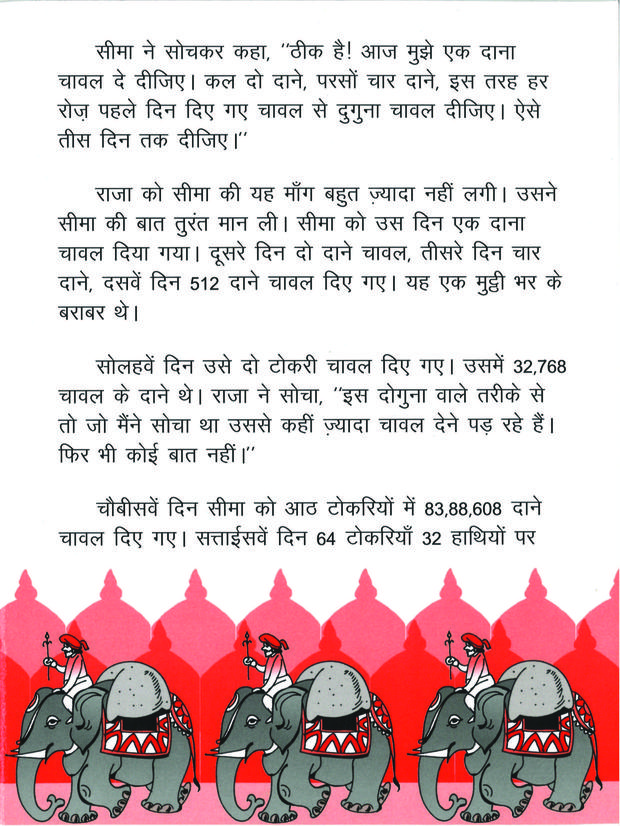 सीमा ने सोचकर कहा, ‘‘ठीक है! आज मुझे एक दाना
चावल दे दीजिए। कल दो दाने, परसों चार दाने, इस तरह हर
रोज़ पहले दिन दिए गए चावल से दुगुना चावल दीजिए। ऐसे
तीस दिन तक दीजिए।’’
राजा को सीमा की यह माँग बहुत ज़्यादा नहीं लगी। उसने
सीमा की बात तुरंत मान ली। सीमा को उस दिन एक दाना
चावल दिया गया। दूसरे दिन दो दाने चावल, तीसरे दिन चार
दाने, दसवें दिन 512 दाने चावल दिए गए। यह एक मुट्ठी भर के
बराबर थे।
सोलहवें दिन उसे दो टोकरी चावल दिए गए। उसमें 32,768
चावल के दाने थे। राजा ने सोचा, ‘‘इस दोगुना वाले तरीके से
तो जो मैंने सोचा था उससे कहीं ज़्यादा चावल देने पड़ रहे हैं।
फिर भी कोई बात नहीं।’’
चौबीसवें दिन सीमा को आठ टोकरियों में 83,88,608 दाने
चावल दिए गए। सत्ताईसवें दिन 64 टोकरियाँ 32 हाथियों पर